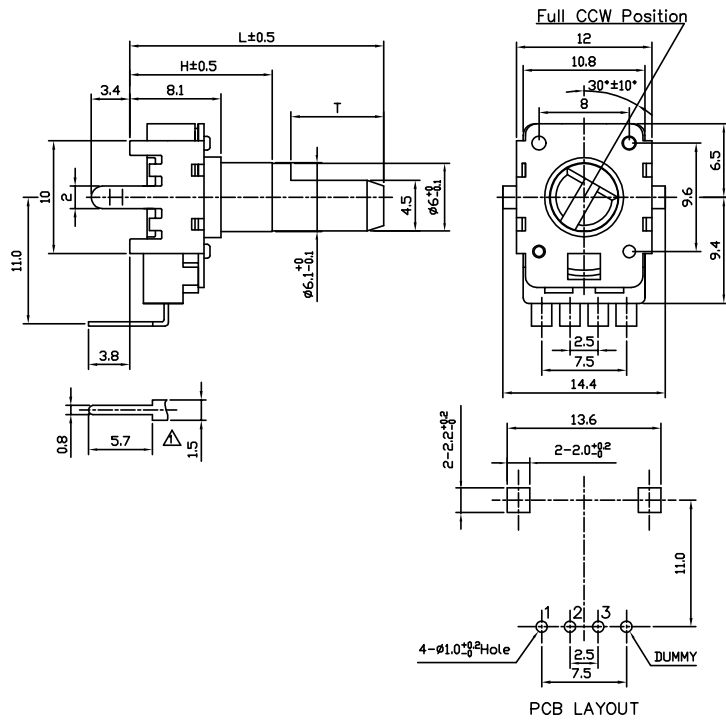 Full CCW Position
L±0.5
12
H±0.5
10.8
3.4
8.1
T
30°±10°
8
10
2
4.5
ø6 +0 -0.1
6.5
9.6
9.4
11.0
ø6.1 +0 -0.1
3.8
2.5
7.5
14.4
0.8
5.7
1
1.5
13.6
2-2.2 +0.2 -0
2-2.0 +0.2 -0
11.0
1 2 3
4-ø1.0 +0.2 -0 Hole
2.5
DUMMY
7.5
PCB LAYOUT